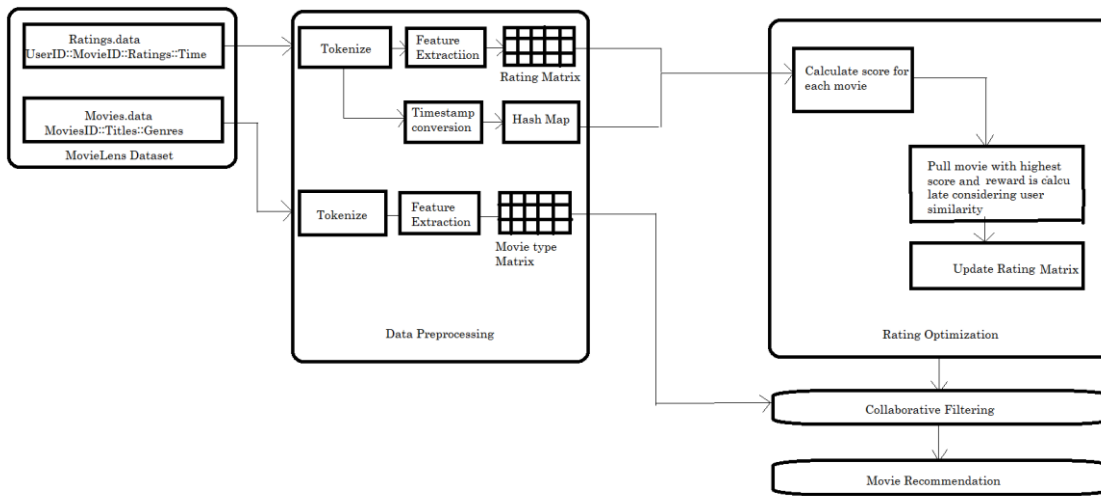 Ratings.data
UserID::MovieID::Ratings::Time
Movies.data
MoviesID::Titles::Genres
MovieLens Dataset
Tokenize
Feature
Extractiion
Rating Matrix
Timestamp
conversion
Hash Map
Tokenize
Feature
Extraction
Movie type
Matrix
Data Preprocessing
Calculate score for
each movie
Pull movie with highest
score and reward is calcu
late considering user
similarity
Update Rating Matrix
Rating Optimization
Collaborative Filtering
Movie Recommendation